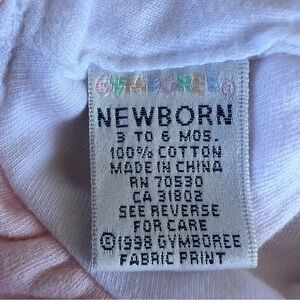 GYMBOREE
NEWBORN
3 TO 6 MOS.
100% COTTON
MADE IN CHINA
RN 70530
CA 31802
SEE REVERSE
FOR CARE
©1998 GYMBOREE
FABRIC PRINT